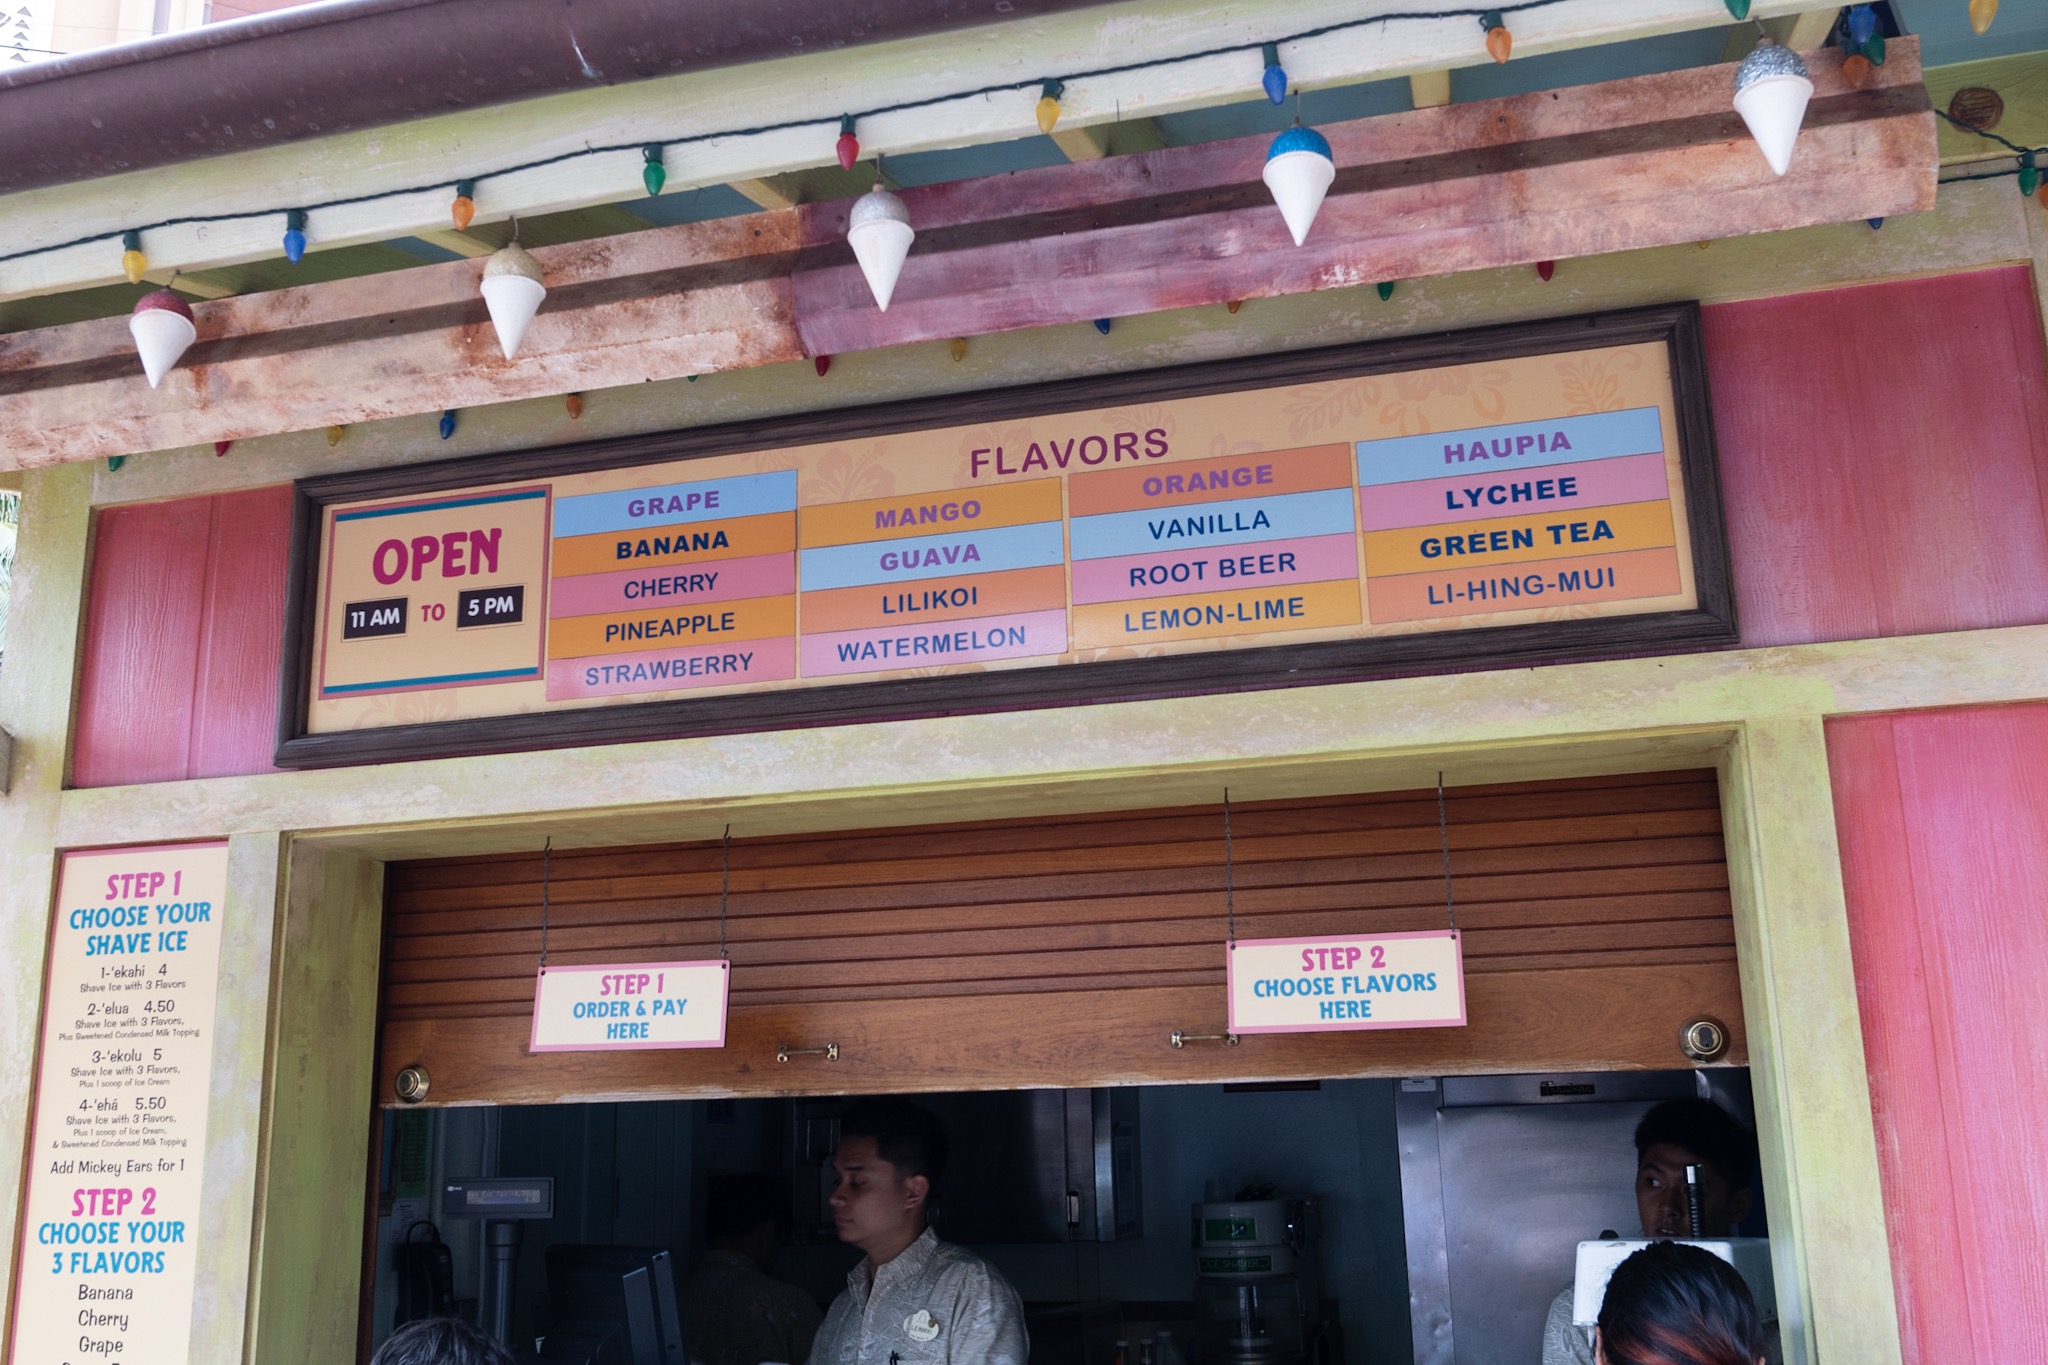 FLAVORS
OPEN
11 AM TO 5 PM
GRAPE
BANANA
CHERRY
PINEAPPLE
STRAWBERRY
MANGO
GUAVA
LILIKOI
WATERMELON
ORANGE
VANILLA
ROOT BEER
LEMON-LIME
HAUPIA
LYCHEE
GREEN TEA
LI-HING-MUI
STEP 1
CHOOSE YOUR
SHAVE ICE
1-'ekahi 4
Shave Ice with 3 Flavors
2-'elua 4.50
Shave Ice with 3 Flavors,
Plus Sweetened Condensed Milk Topping
3-'ekolu 5
Shave Ice with 3 Flavors,
Plus 1 scoop of Ice Cream
4-'ehā 5.50
Shave Ice with 3 Flavors,
Plus 1 scoop of Ice Cream,
& Sweetened Condensed Milk Topping
Add Mickey Ears for 1
STEP 2
CHOOSE YOUR
3 FLAVORS
Banana
Cherry
Grape
STEP 1
ORDER & PAY
HERE
STEP 2
CHOOSE FLAVORS
HERE
ICE SHAVER